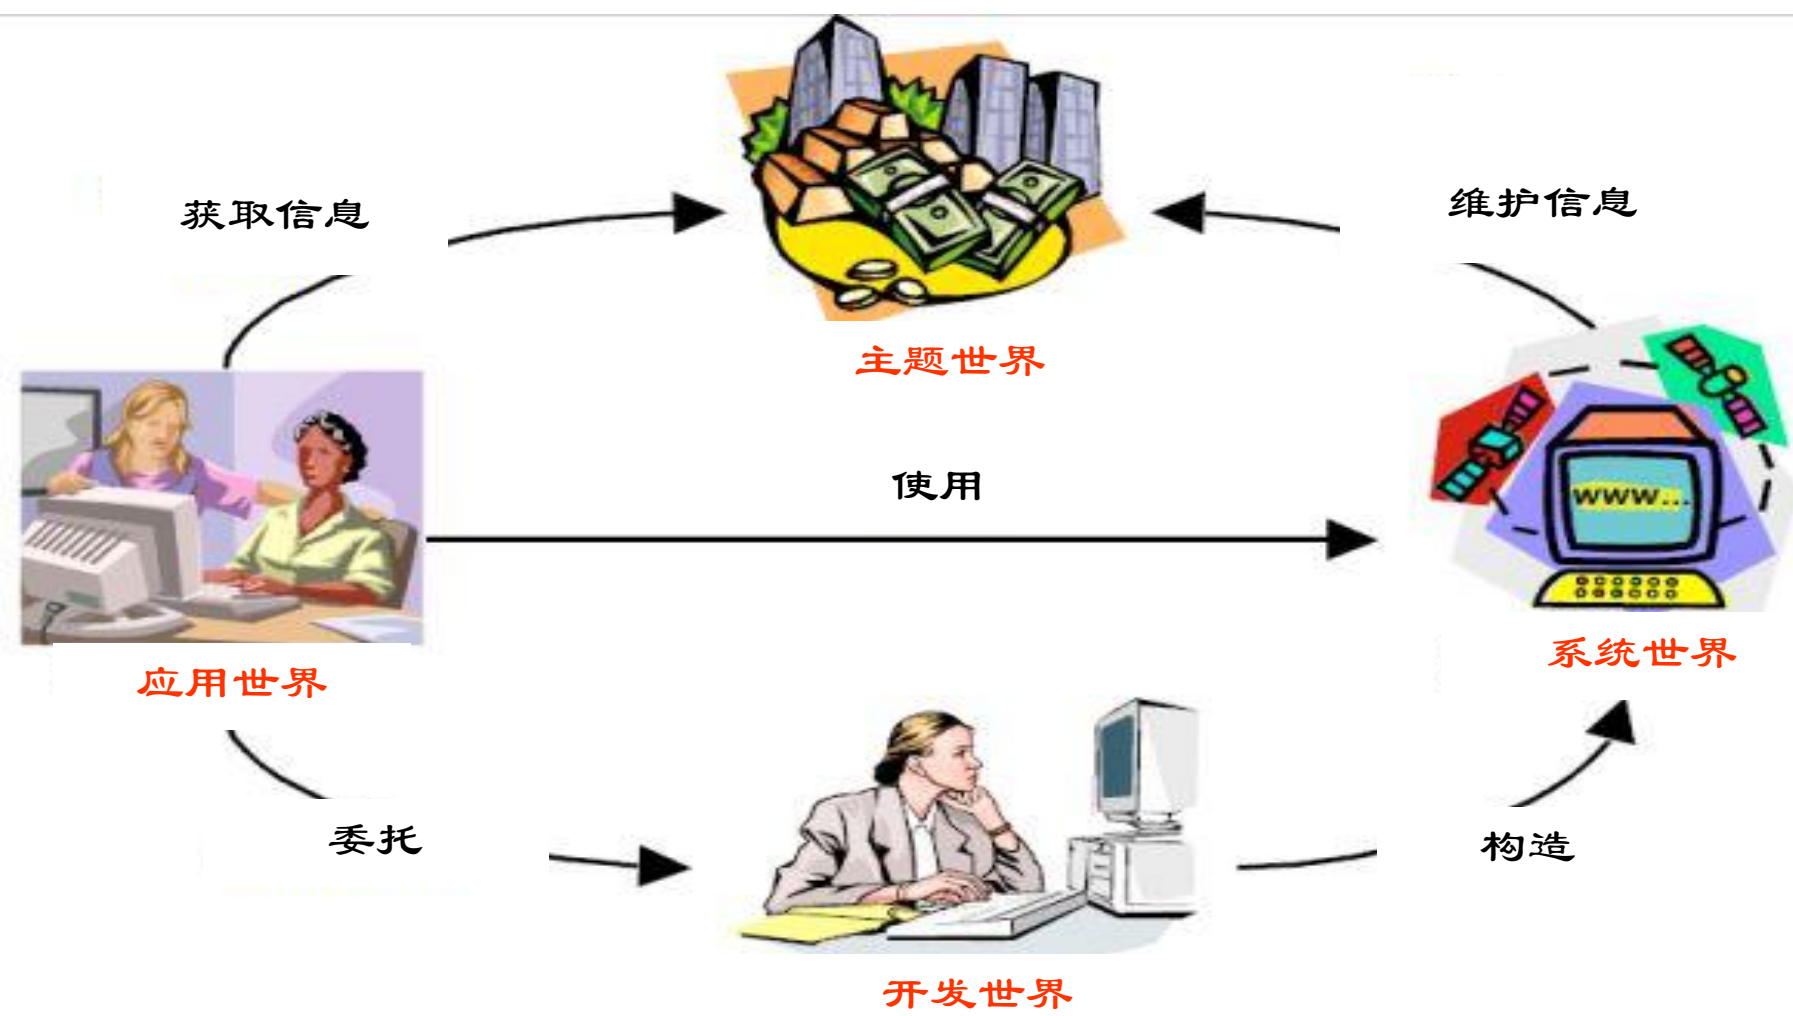 获取信息
维护信息
主题世界
使用
WWW...
系统世界
应用世界
委托
构造
开发世界